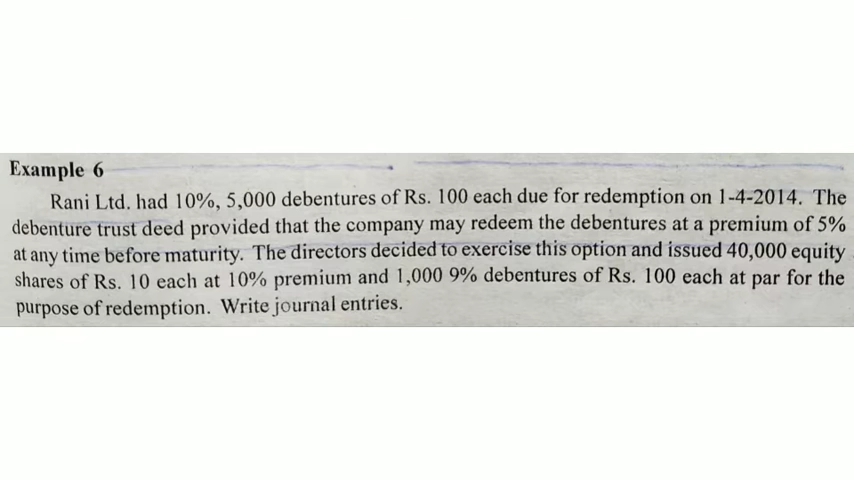 Example 6
Rani Ltd. had 10%, 5,000 debentures of Rs. 100 each due for redemption on 1-4-2014. The
debenture trust deed provided that the company may redeem the debentures at a premium of 5%
at any time before maturity. The directors decided to exercise this option and issued 40,000 equity
shares of Rs. 10 each at 10% premium and 1,000 9% debentures of Rs. 100 each at par for the
purpose of redemption. Write journal entries.